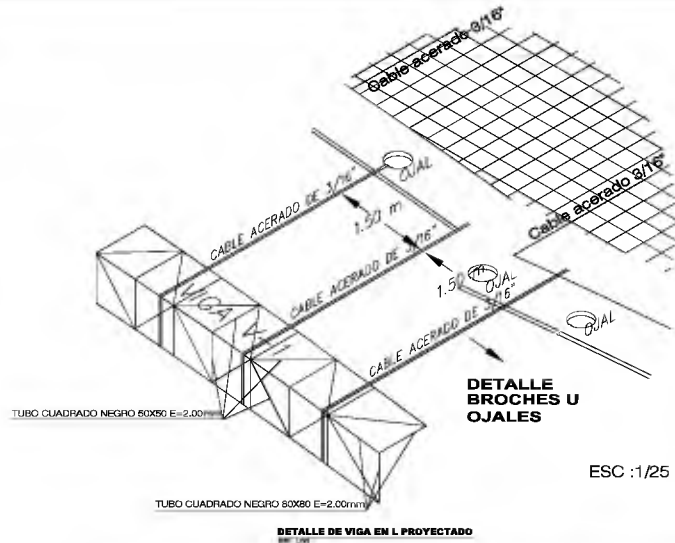 Cable acerado 3/16"
Cable acerado 3/16"
OJAL
CABLE ACERADO DE 3/16"
1.50 m
CABLE ACERADO DE 3/16"
1.50 m
OJAL
CABLE ACERADO DE 3/16"
OJAL
VIGA
DETALLE
BROCHES U
OJALES
TUBO CUADRADO NEGRO 50X50 E=2.00mm
ESC :1/25
TUBO CUADRADO NEGRO 80X80 E=2.00mm
DETALLE DE VIGA EN L PROYECTADO